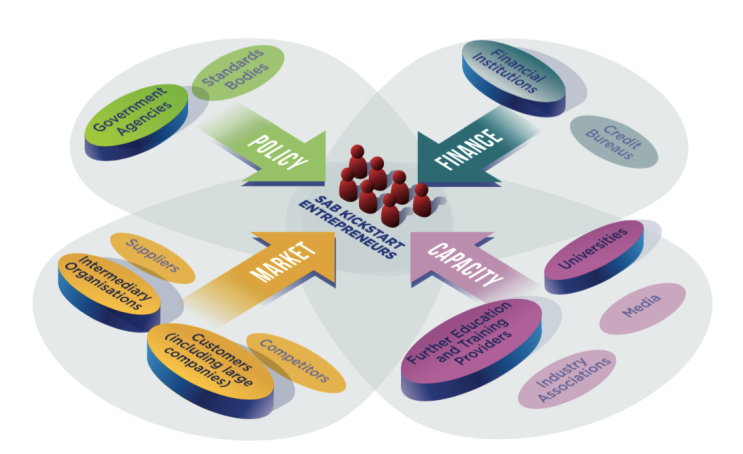 Standards
Bodies
Government
Agencies
POLICY
Financial
Institutions
Credit
Bureaus
FINANCE
SAB KICKSTART
ENTREPRENEURS
Suppliers
Intermediary
Organisations
MARKET
Customers
(including large
companies)
Competitors
CAPACITY
Universities
Media
Further Education
and Training
Providers
Industry
Associations